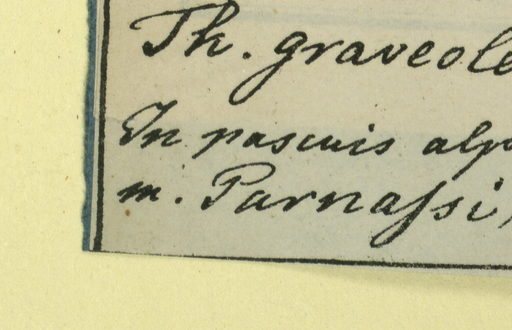 Th. graveole
In pascuis alp
m. Parnaſsi,